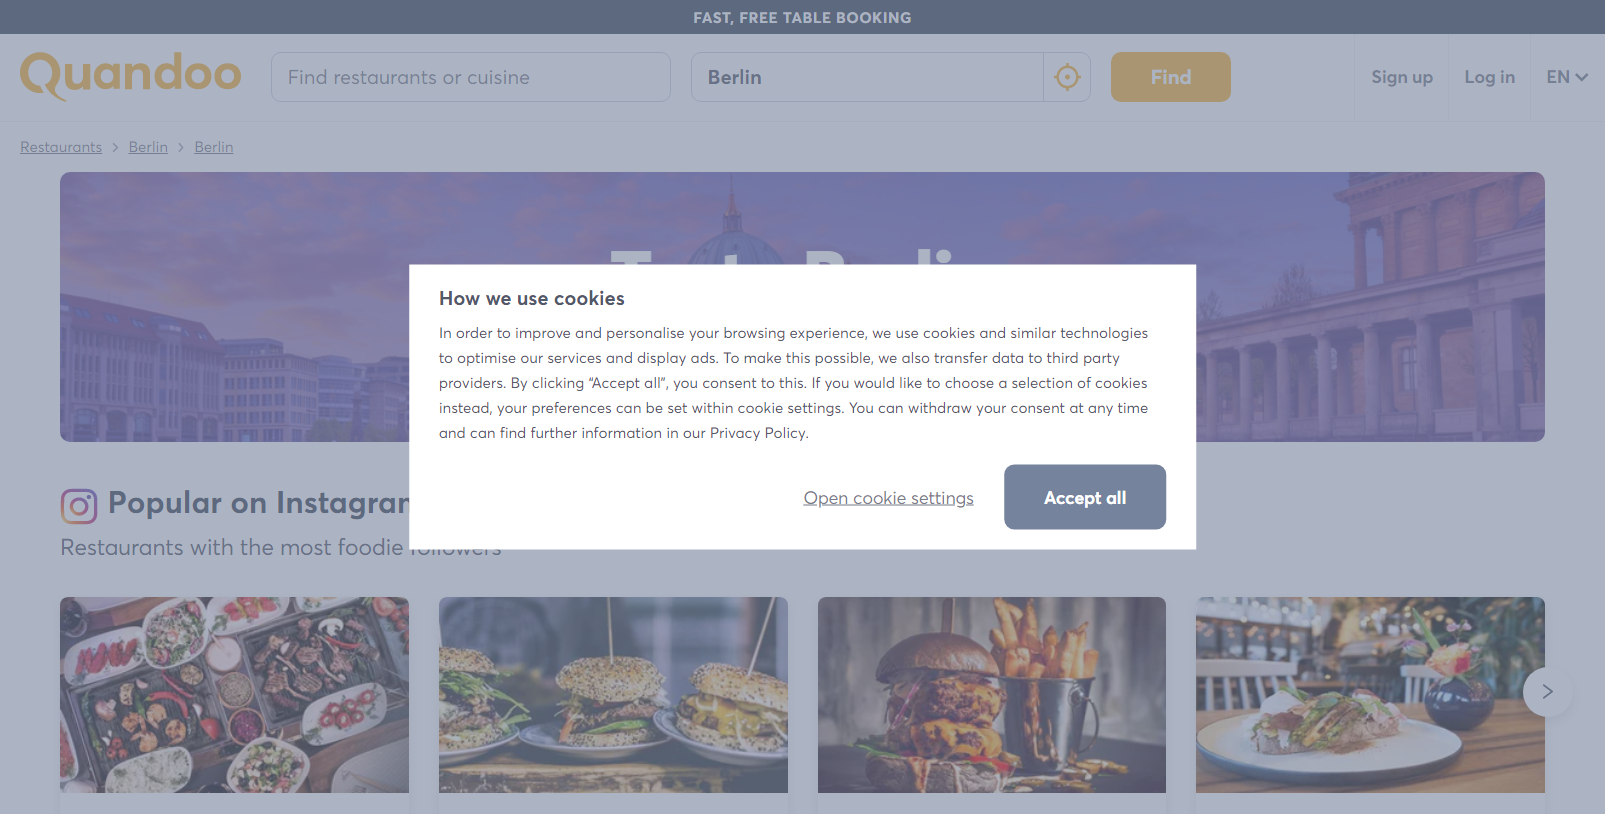 FAST, FREE TABLE BOOKING
Quandoo
Find restaurants or cuisine
Berlin
Find
Sign up
Log in
EN
Restaurants > Berlin > Berlin
How we use cookies
In order to improve and personalise your browsing experience, we use cookies and similar technologies
to optimise our services and display ads. To make this possible, we also transfer data to third party
providers. By clicking “Accept all”, you consent to this. If you would like to choose a selection of cookies
instead, your preferences can be set within cookie settings. You can withdraw your consent at any time
and can find further information in our Privacy Policy.
Open cookie settings
Accept all
Popular on Instagram
Restaurants with the most foodie followers